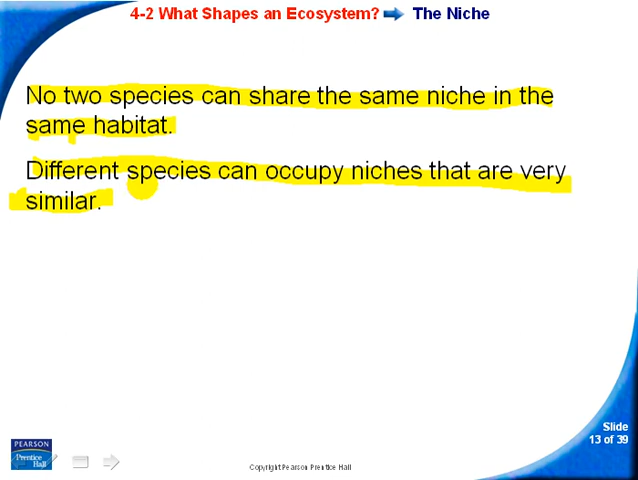 4-2 What Shapes an Ecosystem? The Niche
No two species can share the same niche in the
same habitat.
Different species can occupy niches that are very
similar.
Slide
13 of 39
PEARSON
Prentice
Hall
Copyright Pearson Prentice Hall